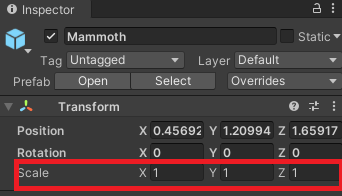 Inspector
Mammoth Static
Tag Untagged Layer Default
Prefab Open Select Overrides
Transform
Position X 0.45692 Y 1.20994 Z 1.65917
Rotation X 0 Y 0 Z 0
Scale X 1 Y 1 Z 1